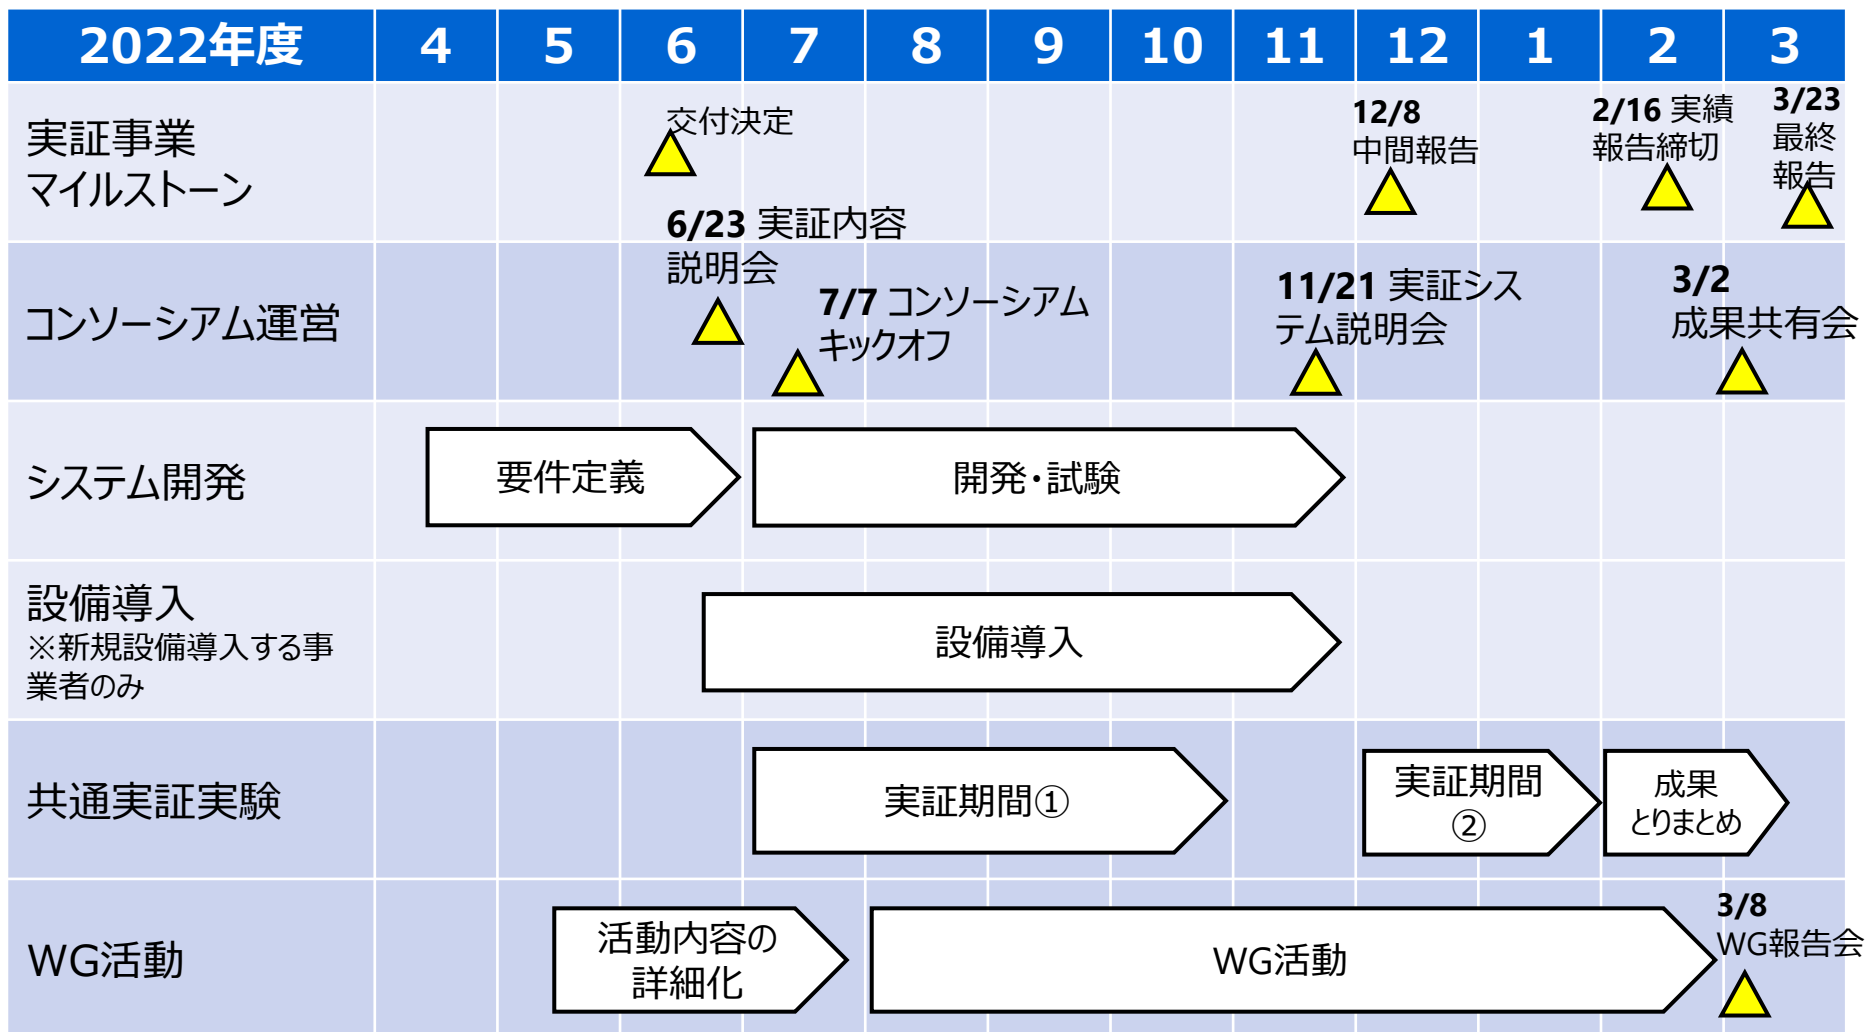 2022年度 4 5 6 7 8 9 10 11 12 1 2 3
実証事業
マイルストーン
交付決定
12/8
中間報告
2/16 実績
報告締切
3/23
最終
報告
コンソーシアム運営
6/23 実証内容
説明会
7/7 コンソーシアム
キックオフ
11/21 実証シス
テム説明会
3/2
成果共有会
システム開発
要件定義
開発・試験
設備導入
※新規設備導入する事
業者のみ
設備導入
共通実証実験
実証期間①
実証期間
②
成果
とりまとめ
WG活動
活動内容の
詳細化
WG活動
3/8
WG報告会